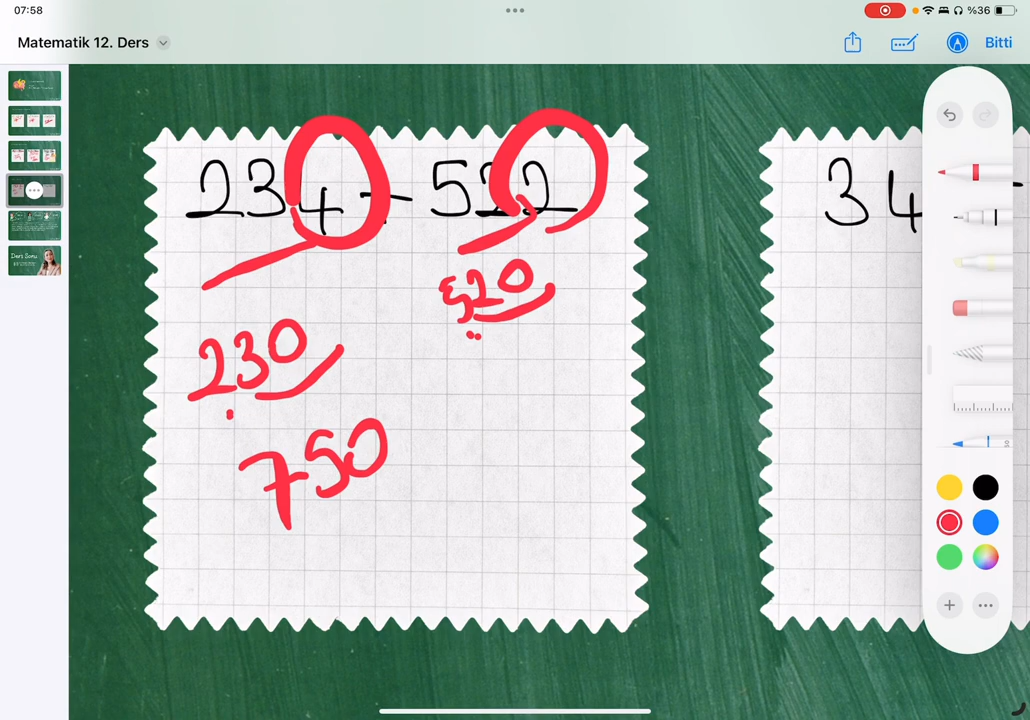 07:58
%36
Matematik 12. Ders
Bitti
234 + 522
34
520
230
750
Ders Sonu